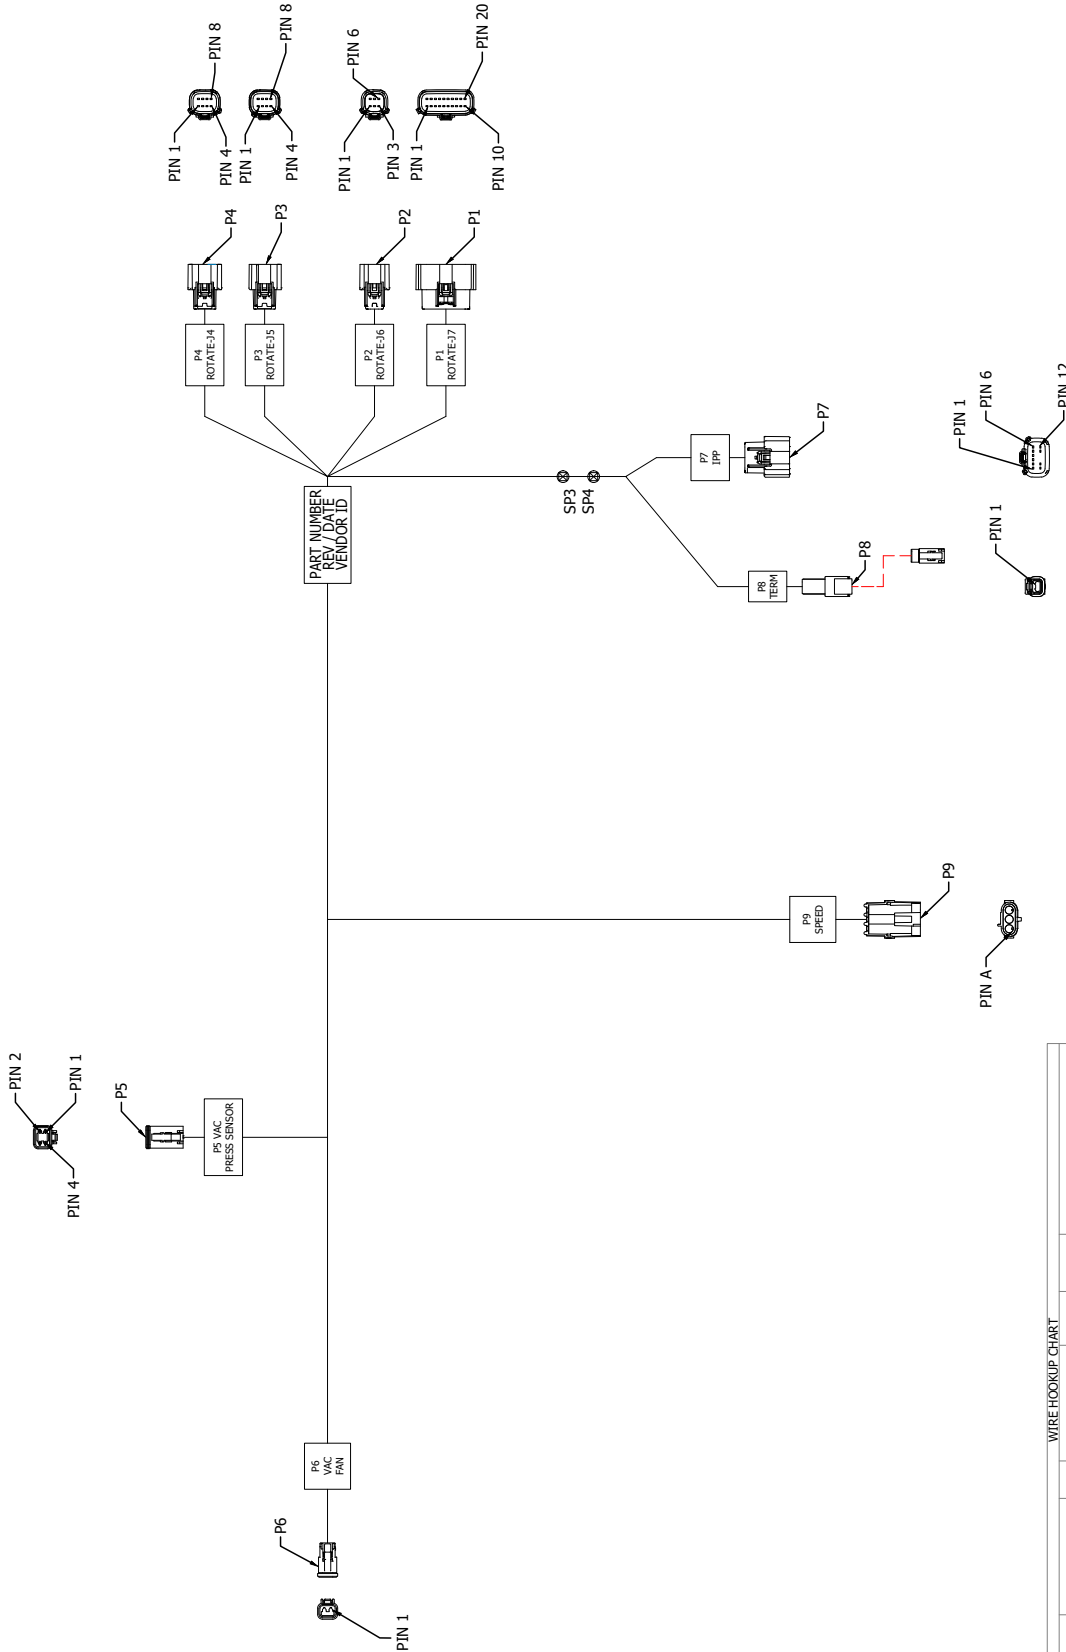 PIN 1
PIN 8
PIN 4
PIN 1
PIN 8
PIN 4
PIN 1
PIN 6
PIN 3
PIN 1
PIN 20
PIN 10
P4
P3
P2
P1
P4
ROTATE-J4
P3
ROTATE-J5
P2
ROTATE-J6
P1
ROTATE-J7
PART NUMBER
REV / DATE
VENDOR ID
SP3
SP4
P7
IPP
P7
PIN 1
PIN 6
PIN 12
P8
TERM
P8
PIN 1
P9
SPEED
P9
PIN A
PIN 2
PIN 1
PIN 4
P5
P5 VAC
PRESS SENSOR
P6
VAC
FAN
P6
PIN 1
WIRE HOOKUP CHART